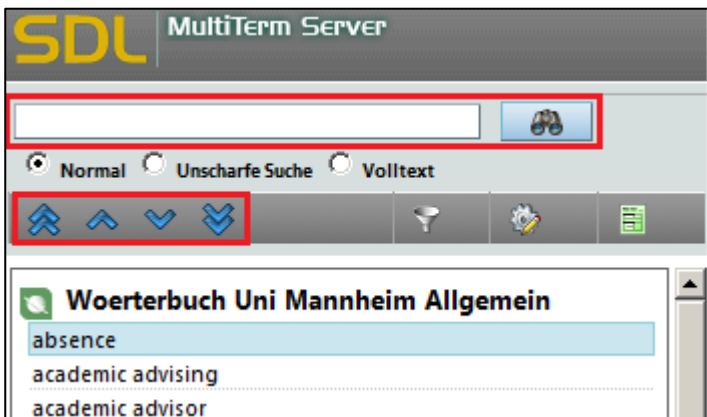 SDL MultiTerm Server
Normal Unscharfe Suche Volltext
Woerterbuch Uni Mannheim Allgemein
absence
academic advising
academic advisor